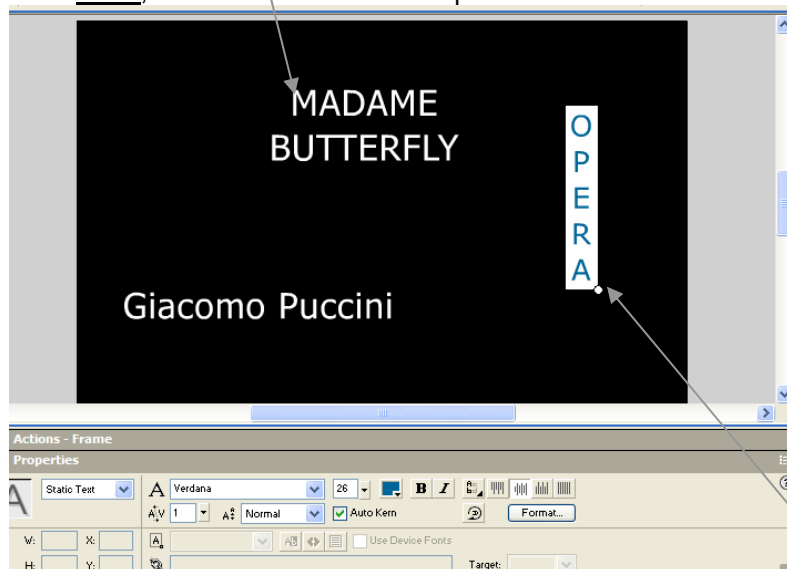 MADAME
BUTTERFLY
O
P
E
R
A
Giacomo Puccini
Actions - Frame
Properties
A
Static Text
A
Verdana
26
B
I
A V
1
A
Normal
Auto Kern
Format...
W:
X:
A
AB
Use Device Fonts
H:
Y:
Target: